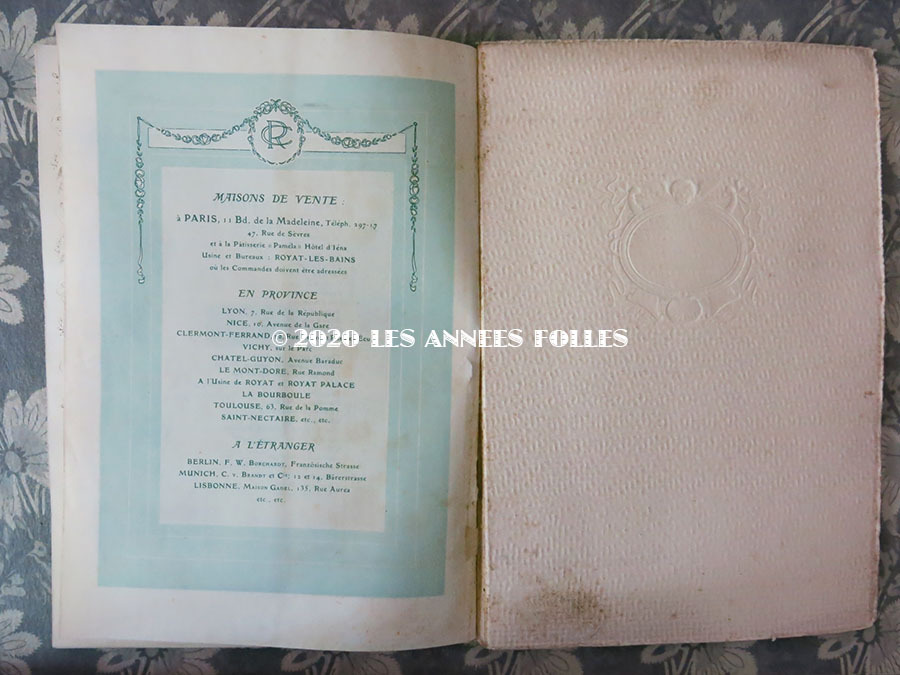 MAISONS DE VENTE :
à PARIS, 11 Bd. de la Madeleine, Téléph. 297-17
47, Rue de Sèvres
et à la Pâtisserie « Paméla » Hôtel d'Iéna
Usine et Bureaux : ROYAT-LES-BAINS
où les Commandes doivent être adressées
EN PROVINCE
LYON, 7, Rue de la République
NICE, 16, Avenue de la Gare
CLERMONT-FERRAND,
© 2020 LES ANNEES FOLLES
VICHY, sur le Parc
CHATEL-GUYON, Avenue Baraduc
LE MONT-DORE, Rue Ramond
A l'Usine de ROYAT et ROYAT PALACE
LA BOURBOULE
TOULOUSE, 63, Rue de la Pomme
SAINT-NECTAIRE, etc., etc.
A L'ÉTRANGER
BERLIN, F. W. BORCHARDT, Französische Strasse
MUNICH, C. v. BRANDT et Cie; 12 et 14, Bärerstrasse
LISBONNE, MAISON GADEL, 135, Rue Aurea
etc., etc.